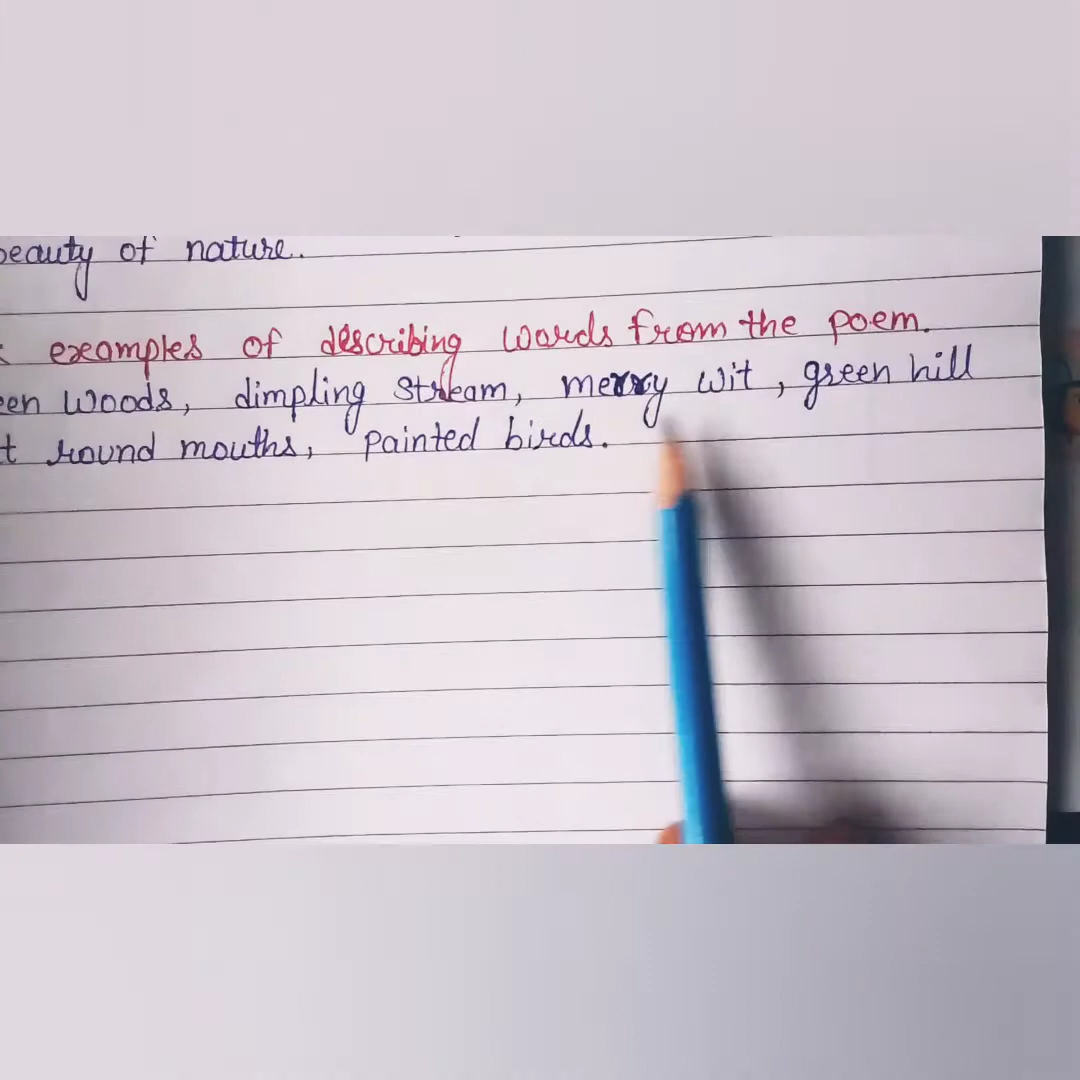 beauty of nature.
examples of describing words from the poem.
een woods, dimpling stream, merry wit, green hill
t round mouths, painted birds.